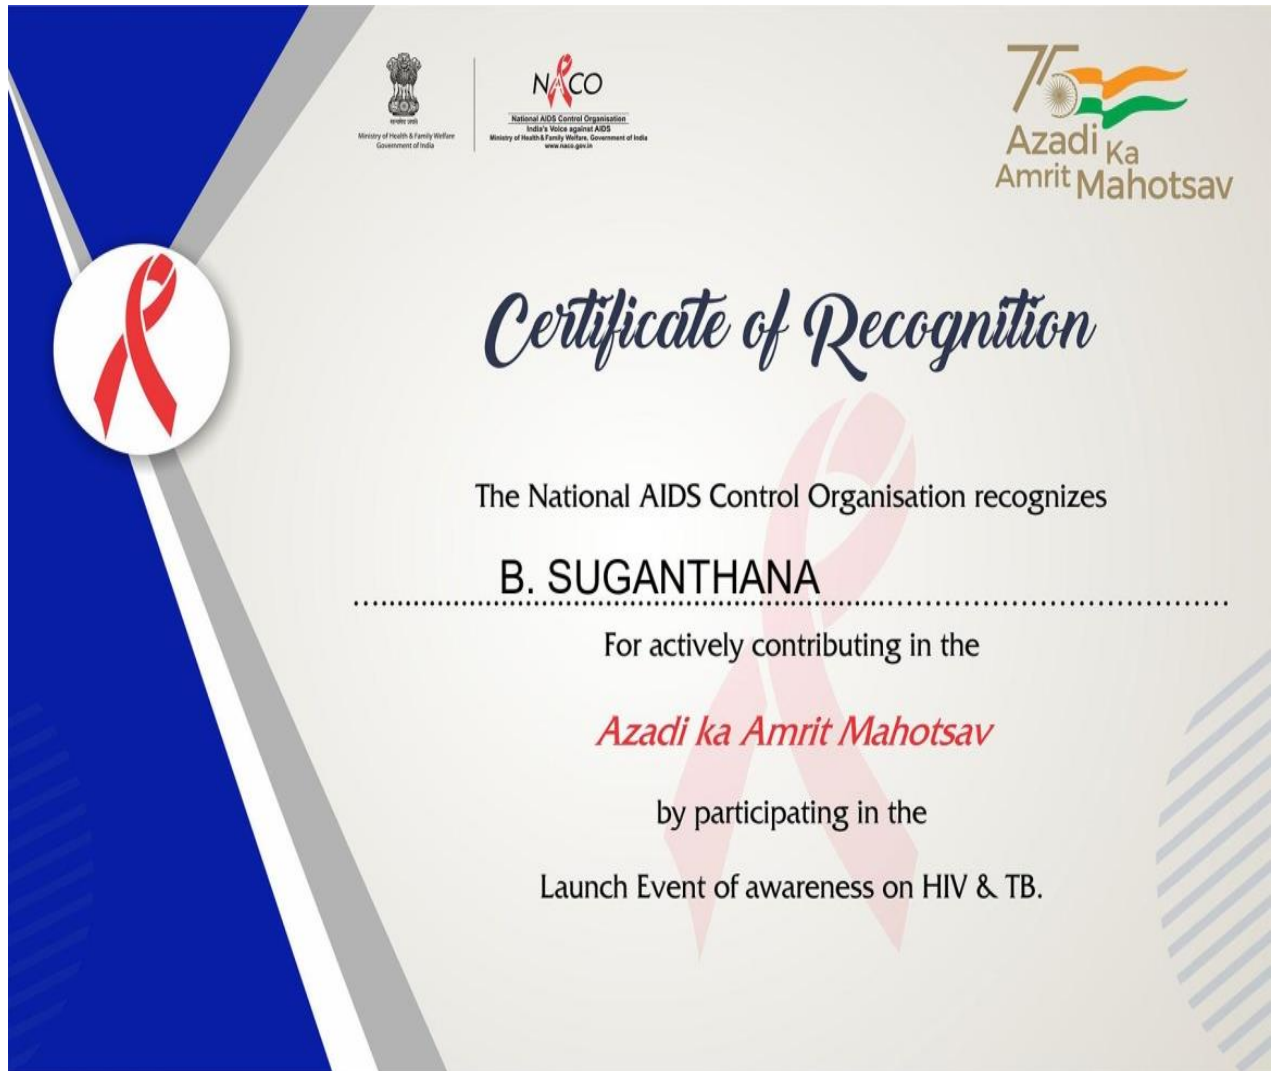 सत्यमेव जयते
Ministry of Health & Family Welfare
Government of India
NACO
National AIDS Control Organisation
India's Voice against AIDS
Ministry of Health & Family Welfare, Government of India
www.naco.gov.in
75
Azadi Ka
Amrit Mahotsav
Certificate of Recognition
The National AIDS Control Organisation recognizes
B. SUGANTHANA
For actively contributing in the
Azadi ka Amrit Mahotsav
by participating in the
Launch Event of awareness on HIV & TB.